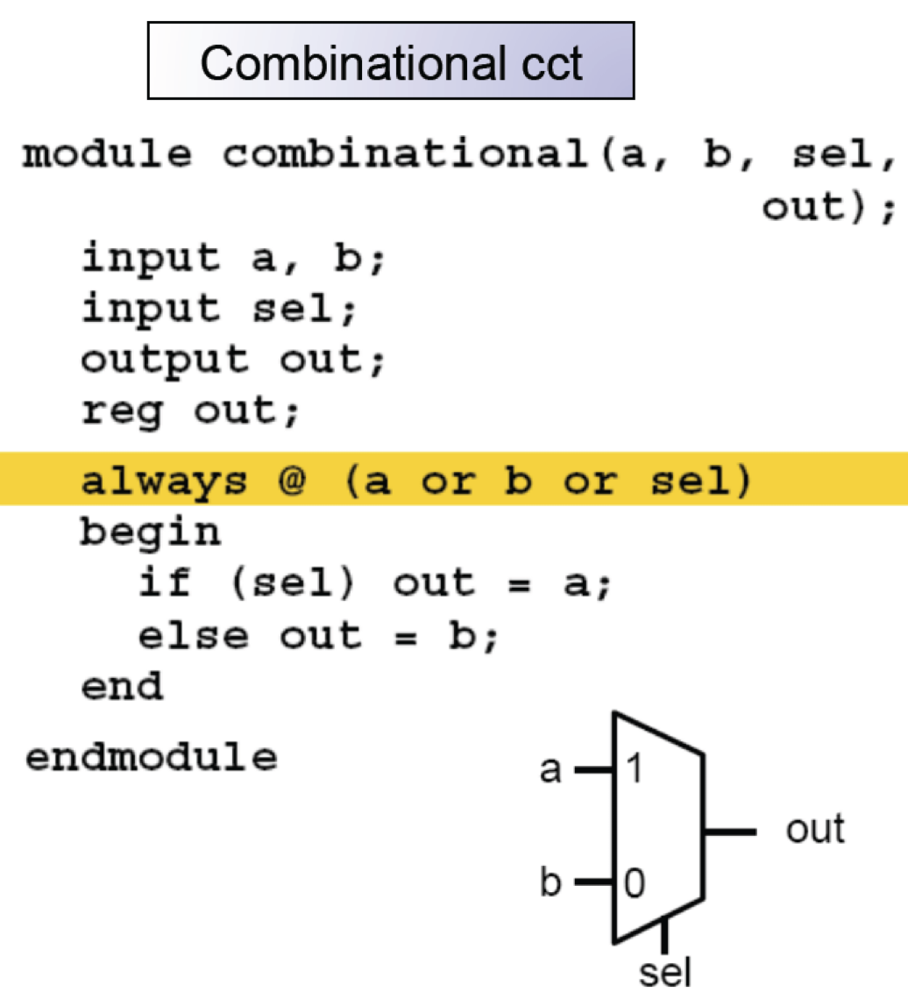 Combinational cct
module combinational(a, b, sel,
out);
input a, b;
input sel;
output out;
reg out;
always @ (a or b or sel)
begin
if (sel) out = a;
else out = b;
end
endmodule
a
1
out
b
0
sel